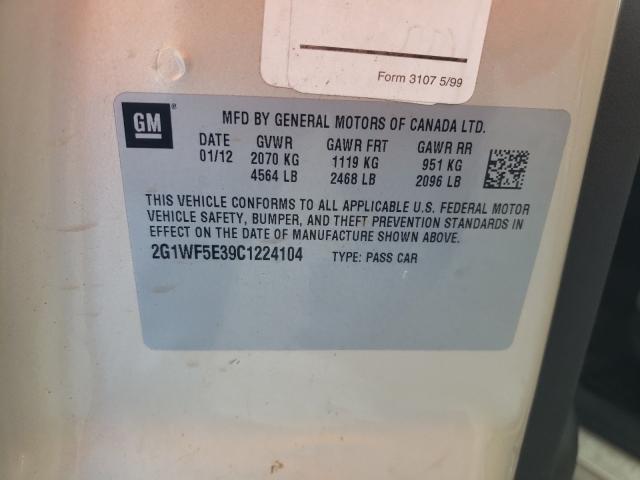 Form 3107 5/99
GM
MFD BY GENERAL MOTORS OF CANADA LTD.
DATE GVWR GAWR FRT GAWR RR
01/12 2070 KG 1119 KG 951 KG
4564 LB 2468 LB 2096 LB
THIS VEHICLE CONFORMS TO ALL APPLICABLE U.S. FEDERAL MOTOR
VEHICLE SAFETY, BUMPER, AND THEFT PREVENTION STANDARDS IN
EFFECT ON THE DATE OF MANUFACTURE SHOWN ABOVE.
2G1WF5E39C1224104 TYPE: PASS CAR